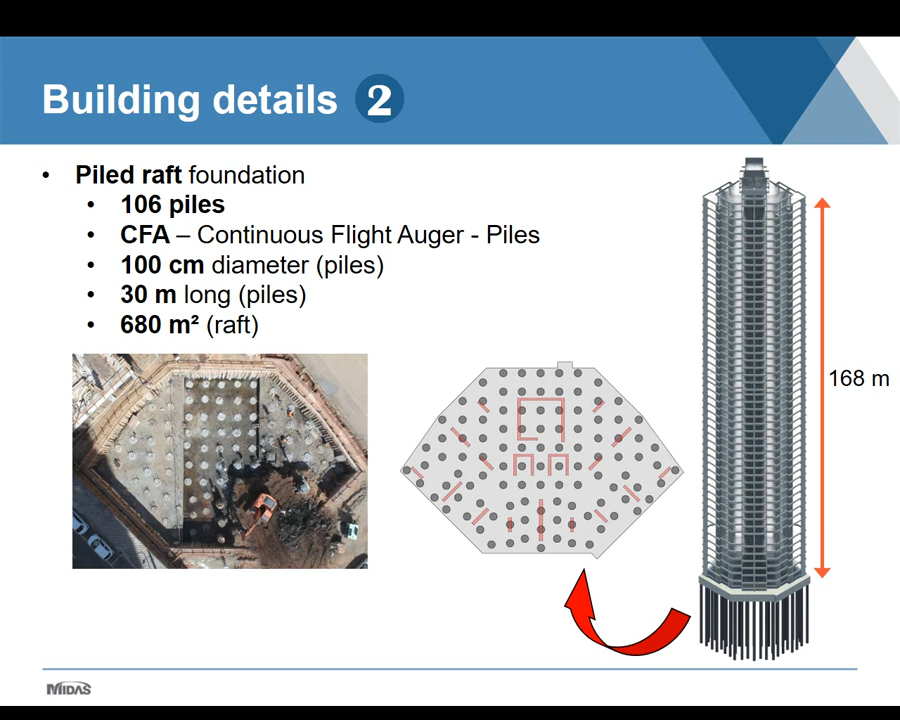 Building details 2
• Piled raft foundation
• 106 piles
• CFA – Continuous Flight Auger - Piles
• 100 cm diameter (piles)
• 30 m long (piles)
• 680 m² (raft)
168 m
MIDAS